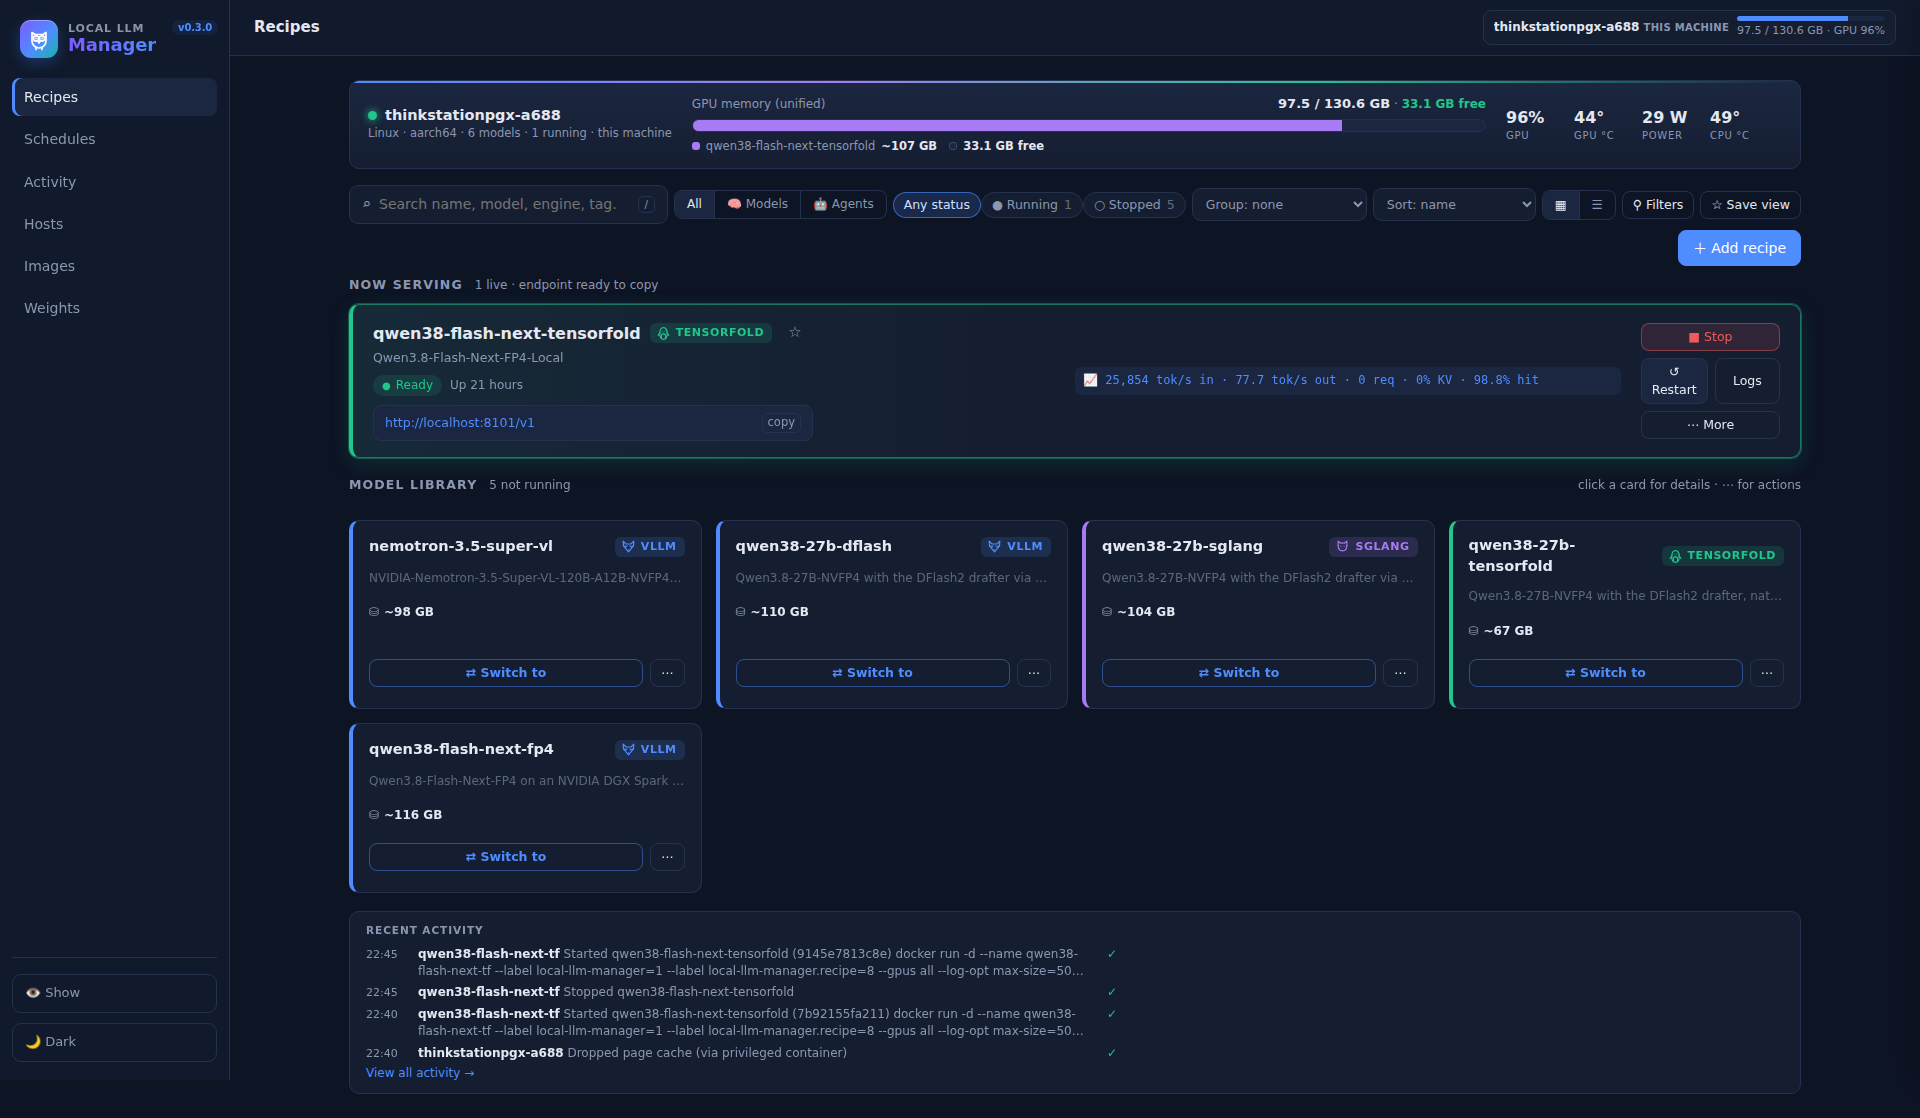 LOCAL LLM
Manager
v0.3.0
Recipes
Schedules
Activity
Hosts
Images
Weights
Show
Dark
Recipes
thinkstationpgx-a688 THIS MACHINE
97.5 / 130.6 GB · GPU 96%
thinkstationpgx-a688
Linux · aarch64 · 6 models · 1 running · this machine
GPU memory (unified)
97.5 / 130.6 GB · 33.1 GB free
qwen38-flash-next-tensorfold ~107 GB 33.1 GB free
96%
GPU
44°
GPU °C
29 W
POWER
49°
CPU °C
Search name, model, engine, tag. /
All Models Agents
Any status Running 1 Stopped 5
Group: none
Sort: name
Filters
☆ Save view
+ Add recipe
NOW SERVING 1 live · endpoint ready to copy
qwen38-flash-next-tensorfold TENSORFOLD ☆
Qwen3.8-Flash-Next-FP4-Local
Ready Up 21 hours
http://localhost:8101/v1 copy
25,854 tok/s in · 77.7 tok/s out · 0 req · 0% KV · 98.8% hit
Stop
↺ Restart
Logs
⋯ More
MODEL LIBRARY 5 not running
click a card for details · ⋯ for actions
nemotron-3.5-super-vl VLLM
NVIDIA-Nemotron-3.5-Super-VL-120B-A12B-NVFP4…
~98 GB
⇄ Switch to ⋯
qwen38-27b-dflash VLLM
Qwen3.8-27B-NVFP4 with the DFlash2 drafter via …
~110 GB
⇄ Switch to ⋯
qwen38-27b-sglang SGLANG
Qwen3.8-27B-NVFP4 with the DFlash2 drafter via …
~104 GB
⇄ Switch to ⋯
qwen38-27b-
tensorfold TENSORFOLD
Qwen3.8-27B-NVFP4 with the DFlash2 drafter, nat…
~67 GB
⇄ Switch to ⋯
qwen38-flash-next-fp4 VLLM
Qwen3.8-Flash-Next-FP4 on an NVIDIA DGX Spark …
~116 GB
⇄ Switch to ⋯
RECENT ACTIVITY
22:45 qwen38-flash-next-tf Started qwen38-flash-next-tensorfold (9145e7813c8e) docker run -d --name qwen38-
flash-next-tf --label local-llm-manager=1 --label local-llm-manager.recipe=8 --gpus all --log-opt max-size=50… ✓
22:45 qwen38-flash-next-tf Stopped qwen38-flash-next-tensorfold ✓
22:40 qwen38-flash-next-tf Started qwen38-flash-next-tensorfold (7b92155fa211) docker run -d --name qwen38-
flash-next-tf --label local-llm-manager=1 --label local-llm-manager.recipe=8 --gpus all --log-opt max-size=50… ✓
22:40 thinkstationpgx-a688 Dropped page cache (via privileged container) ✓
View all activity →